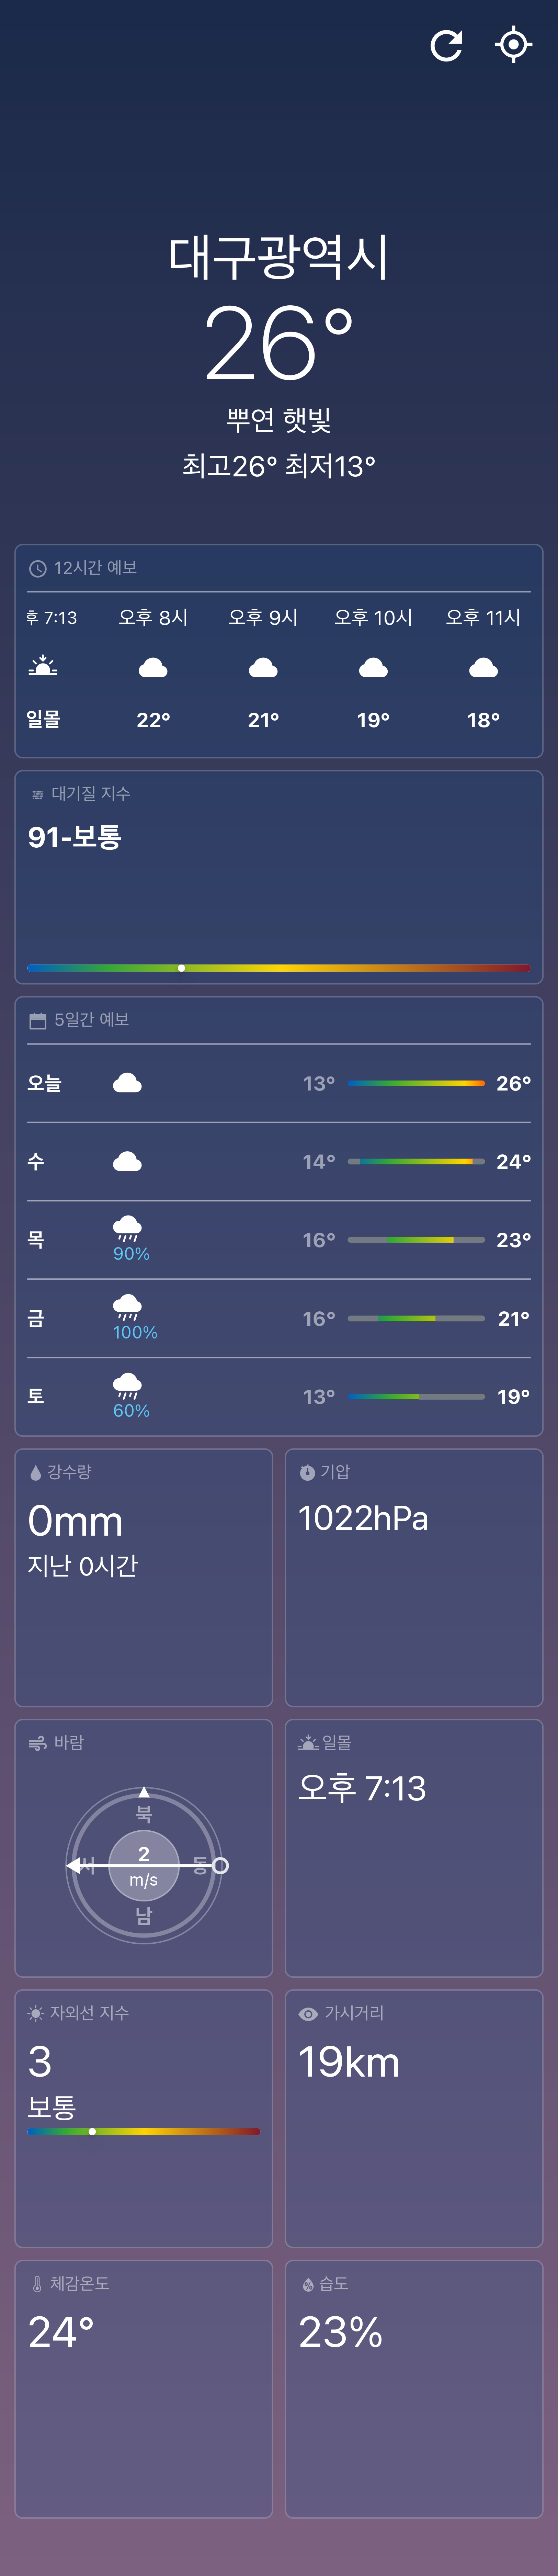 대구광역시
26°
뿌연 햇빛
최고26° 최저13°
12시간 예보
후 7:13 오후 8시 오후 9시 오후 10시 오후 11시
일몰 22° 21° 19° 18°
대기질 지수
91-보통
5일간 예보
오늘 13° 26°
수 14° 24°
목 90% 16° 23°
금 100% 16° 21°
토 60% 13° 19°
강수량
0mm
지난 0시간
기압
1022hPa
바람
북
서 2 동
m/s
남
일몰
오후 7:13
자외선 지수
3
보통
가시거리
19km
체감온도
24°
습도
23%